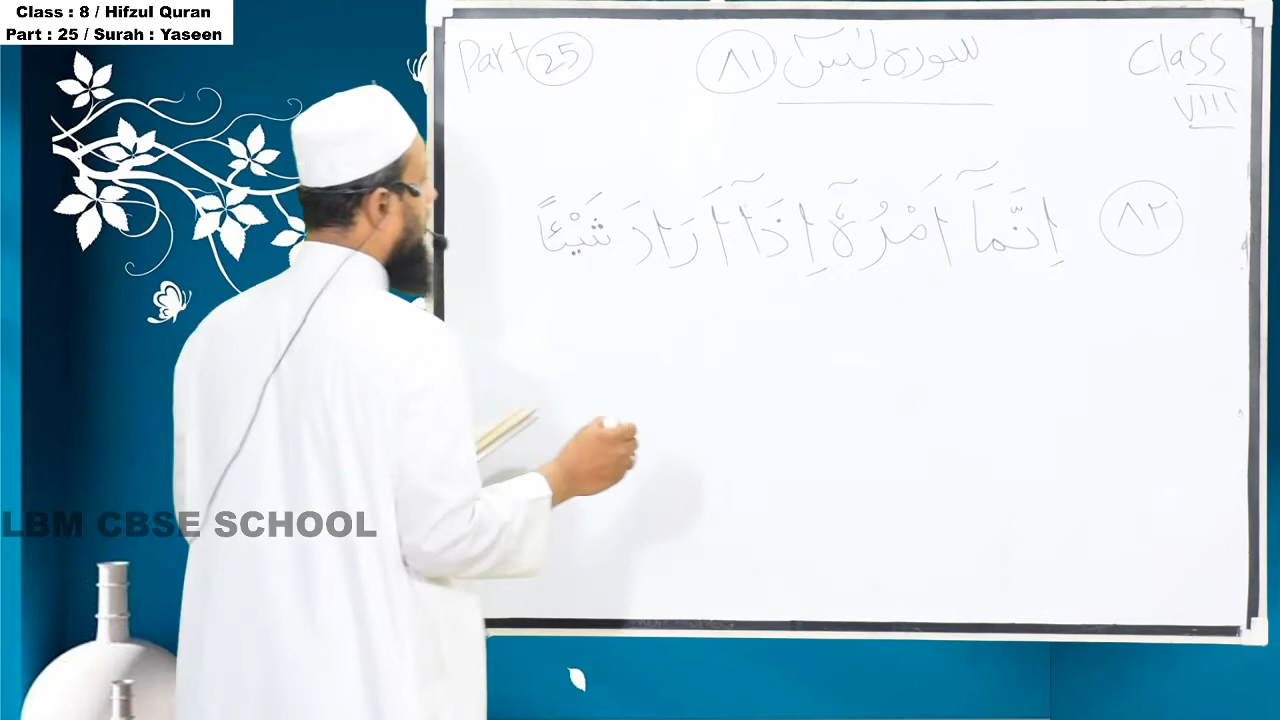 Class : 8 / Hifzul Quran
Part : 25 / Surah : Yaseen
Part 25
سورہ یٰسٓ ٨١
Class
VIII
٨٢ اِنَّمَآ اَمْرُهٗٓ اِذَآ اَرَادَ شَيْئًا
LBM CBSE SCHOOL